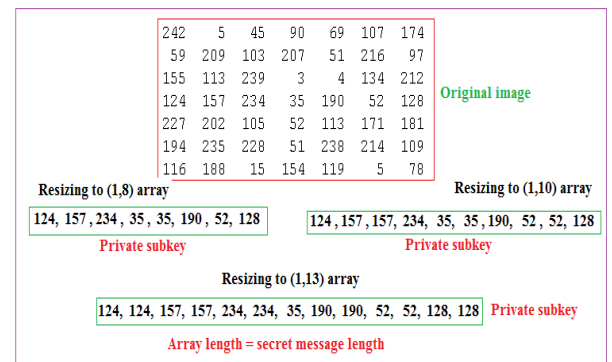 242 5 45 90 69 107 174
59 209 103 207 51 216 97
155 113 239 3 4 134 212
124 157 234 35 190 52 128
227 202 105 52 113 171 181
194 235 228 51 238 214 109
116 188 15 154 119 5 78
Original image
Resizing to (1,8) array
124, 157 , 234 , 35 , 35, 190 , 52, 128
Private subkey
Resizing to (1,10) array
124 , 157 , 157, 234, 35, 35 , 190, 52 , 52, 128
Private subkey
Resizing to (1,13) array
124, 124, 157, 157, 234, 234, 35, 190, 190, 52, 52, 128, 128
Private subkey
Array length = secret message length